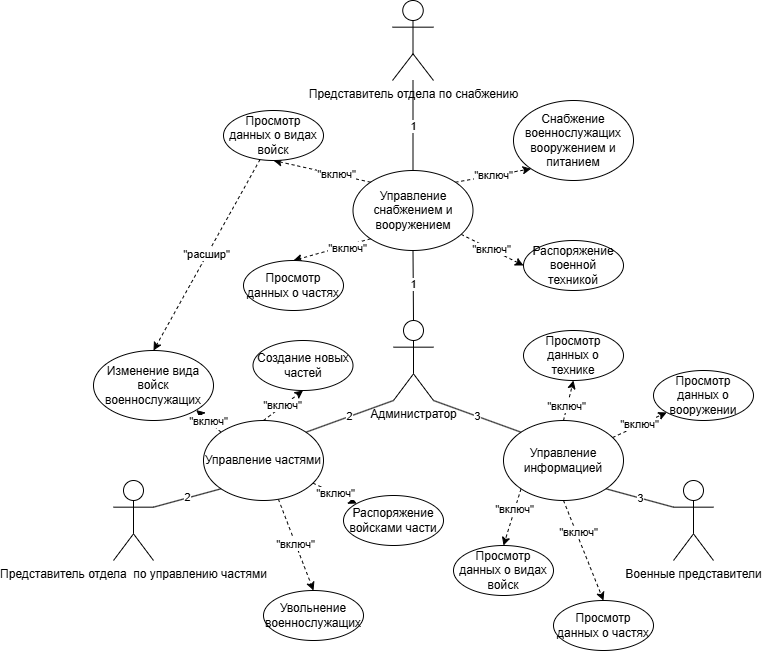 Представитель отдела по снабжению
1
Просмотр
данных о видах
войск
Снабжение
военнослужащих
вооружением и
питанием
"включ"
"включ"
Управление
снабжением и
вооружением
"расшир"
"включ"
"включ"
Просмотр
данных о частях
Распоряжение
военной
техникой
1
Создание новых
частей
Просмотр
данных о
технике
Изменение вида
войск
военнослужащих
Просмотр
данных о
вооружении
"включ"
"включ"
2
Администратор
3
"включ"
"включ"
Управление частями
Управление
информацией
2
"включ"
3
Распоряжение
войсками части
"включ"
"включ"
"включ"
Просмотр
данных о видах
войск
Представитель отдела  по управлению частями
Военные представители
Увольнение
военнослужащих
Просмотр
данных о частях